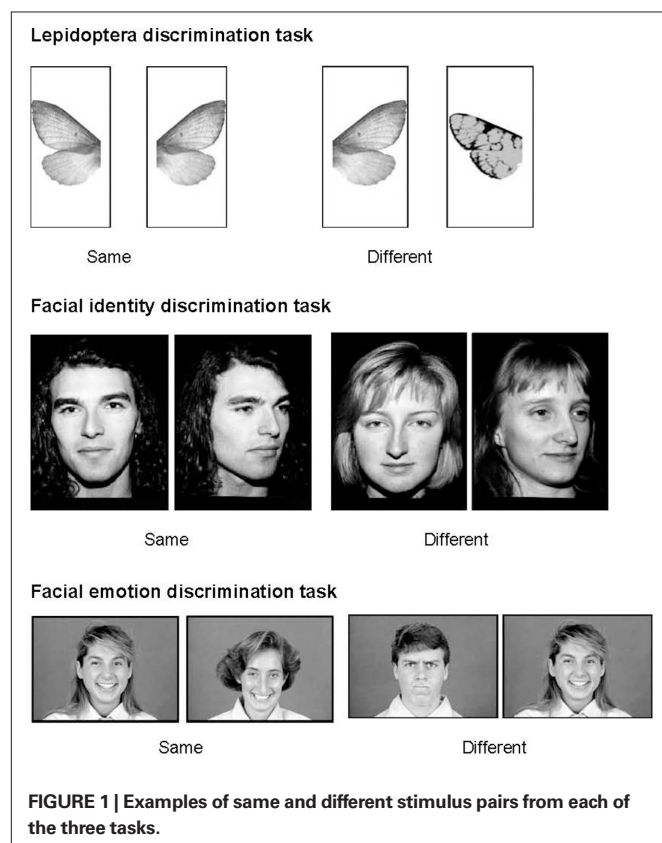 Lepidoptera discrimination task
Same
Different
Facial identity discrimination task
Same
Different
Facial emotion discrimination task
Same
Different
FIGURE 1 | Examples of same and different stimulus pairs from each of
the three tasks.